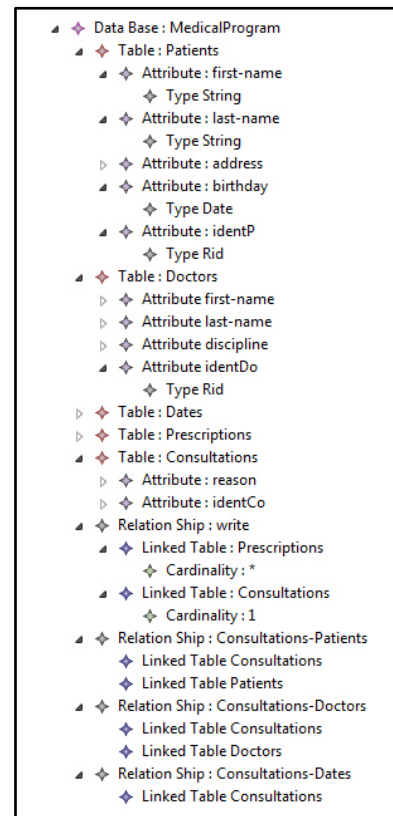 Data Base : MedicalProgram
Table : Patients
Attribute : first-name
Type String
Attribute : last-name
Type String
Attribute : address
Attribute : birthday
Type Date
Attribute : identP
Type Rid
Table : Doctors
Attribute first-name
Attribute last-name
Attribute discipline
Attribute identDo
Type Rid
Table : Dates
Table : Prescriptions
Table : Consultations
Attribute : reason
Attribute : identCo
Relation Ship : write
Linked Table : Prescriptions
Cardinality : *
Linked Table : Consultations
Cardinality : 1
Relation Ship : Consultations-Patients
Linked Table Consultations
Linked Table Patients
Relation Ship : Consultations-Doctors
Linked Table Consultations
Linked Table Doctors
Relation Ship : Consultations-Dates
Linked Table Consultations